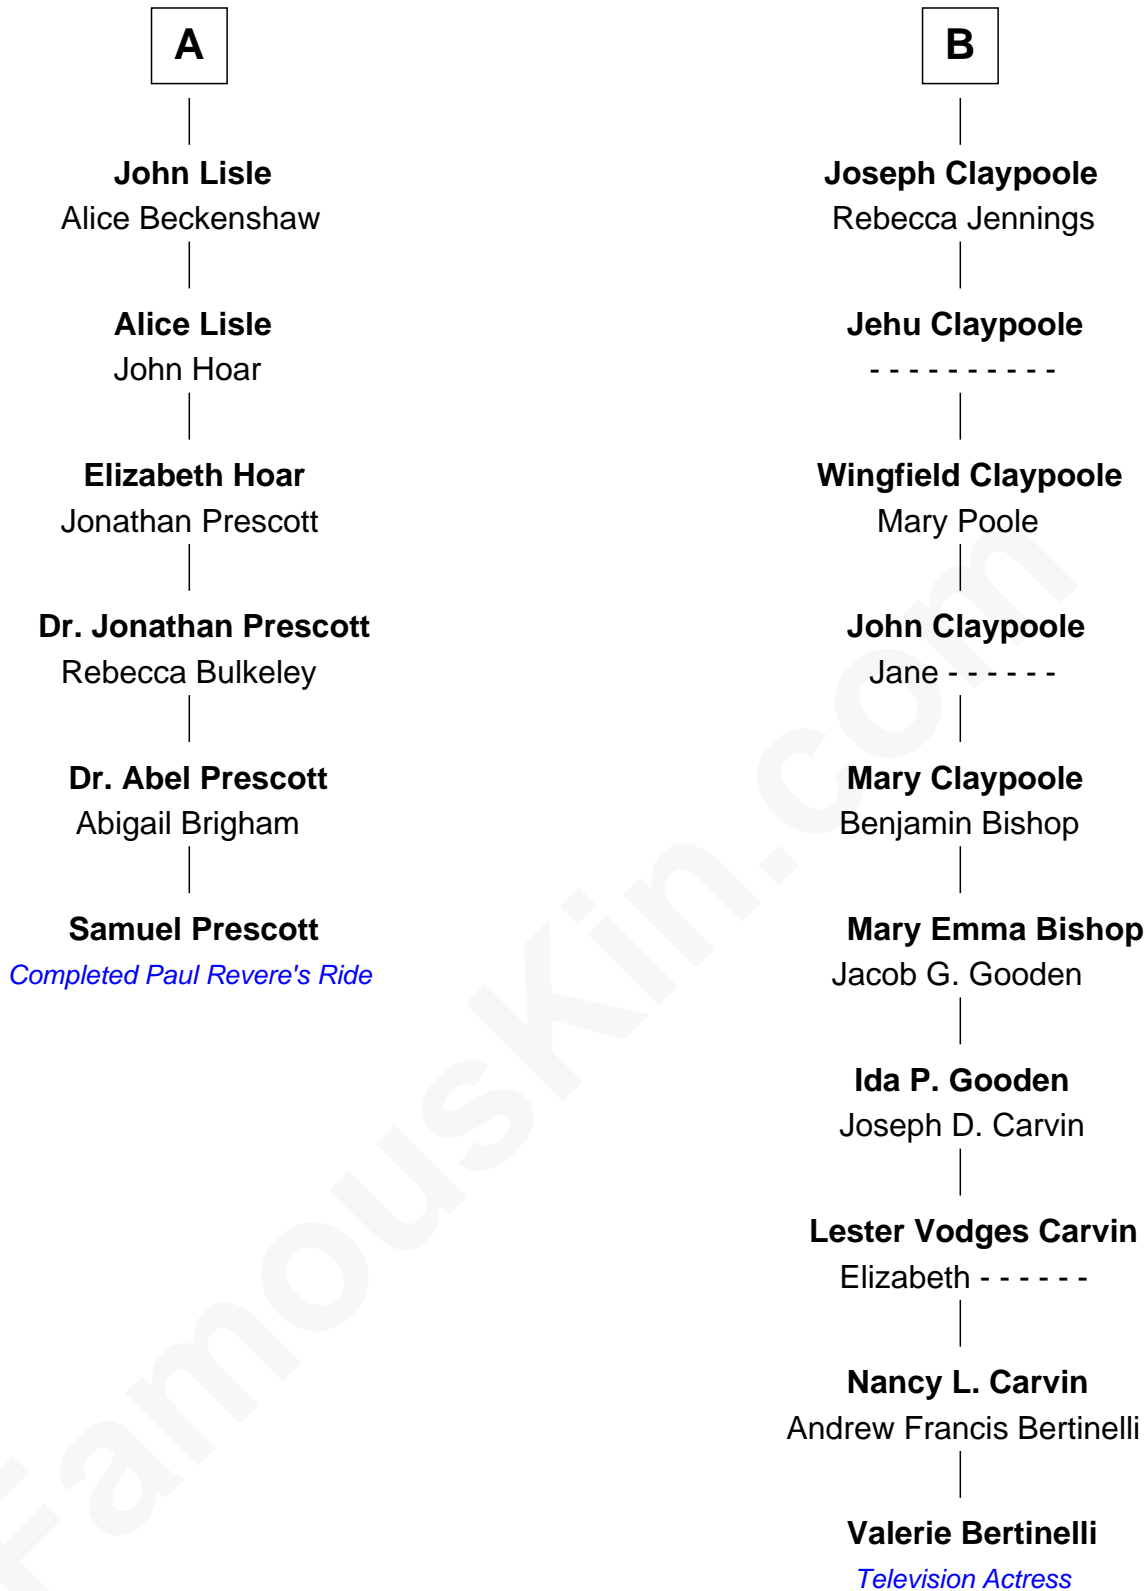 A
John Lisle
Alice Beckenshaw
Alice Lisle
John Hoar
Elizabeth Hoar
Jonathan Prescott
Dr. Jonathan Prescott
Rebecca Bulkeley
Dr. Abel Prescott
Abigail Brigham
Samuel Prescott
Completed Paul Revere's Ride
B
Joseph Claypoole
Rebecca Jennings
Jehu Claypoole
- - - - - - - - - -
Wingfield Claypoole
Mary Poole
John Claypoole
Jane - - - - - -
Mary Claypoole
Benjamin Bishop
Mary Emma Bishop
Jacob G. Gooden
Ida P. Gooden
Joseph D. Carvin
Lester Vodges Carvin
Elizabeth - - - - - -
Nancy L. Carvin
Andrew Francis Bertinelli
Valerie Bertinelli
Television Actress
FamousKin.com